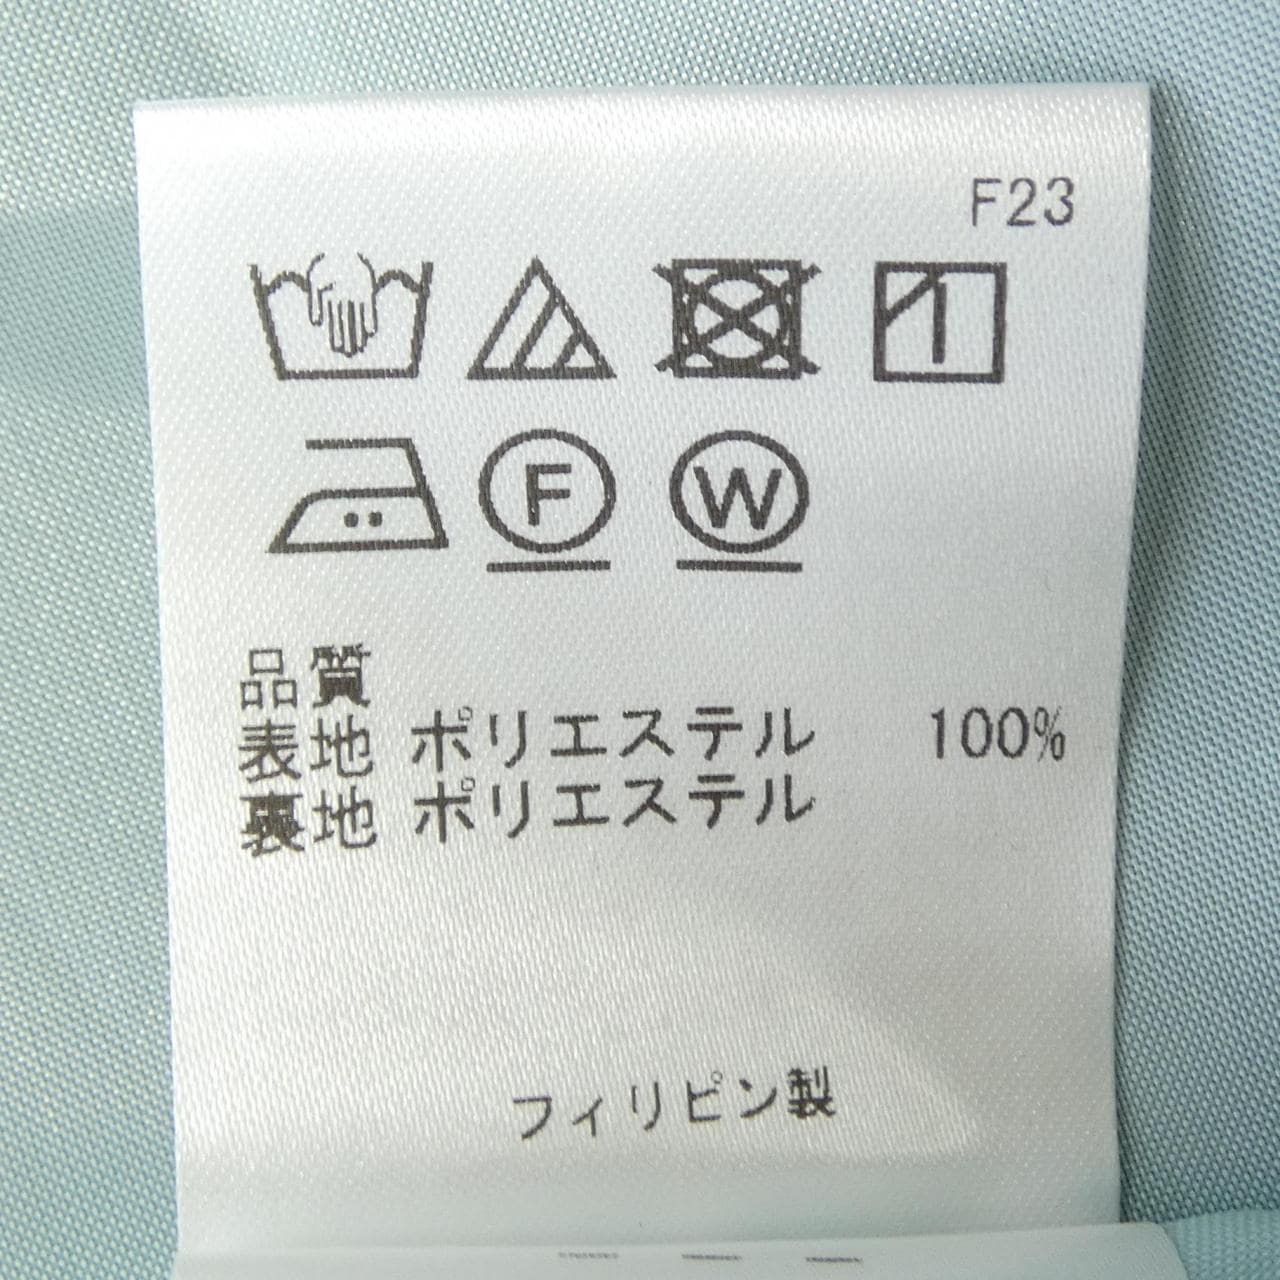 F23
F W
品質
表地 ポリエステル 100%
裏地 ポリエステル
フィリピン製